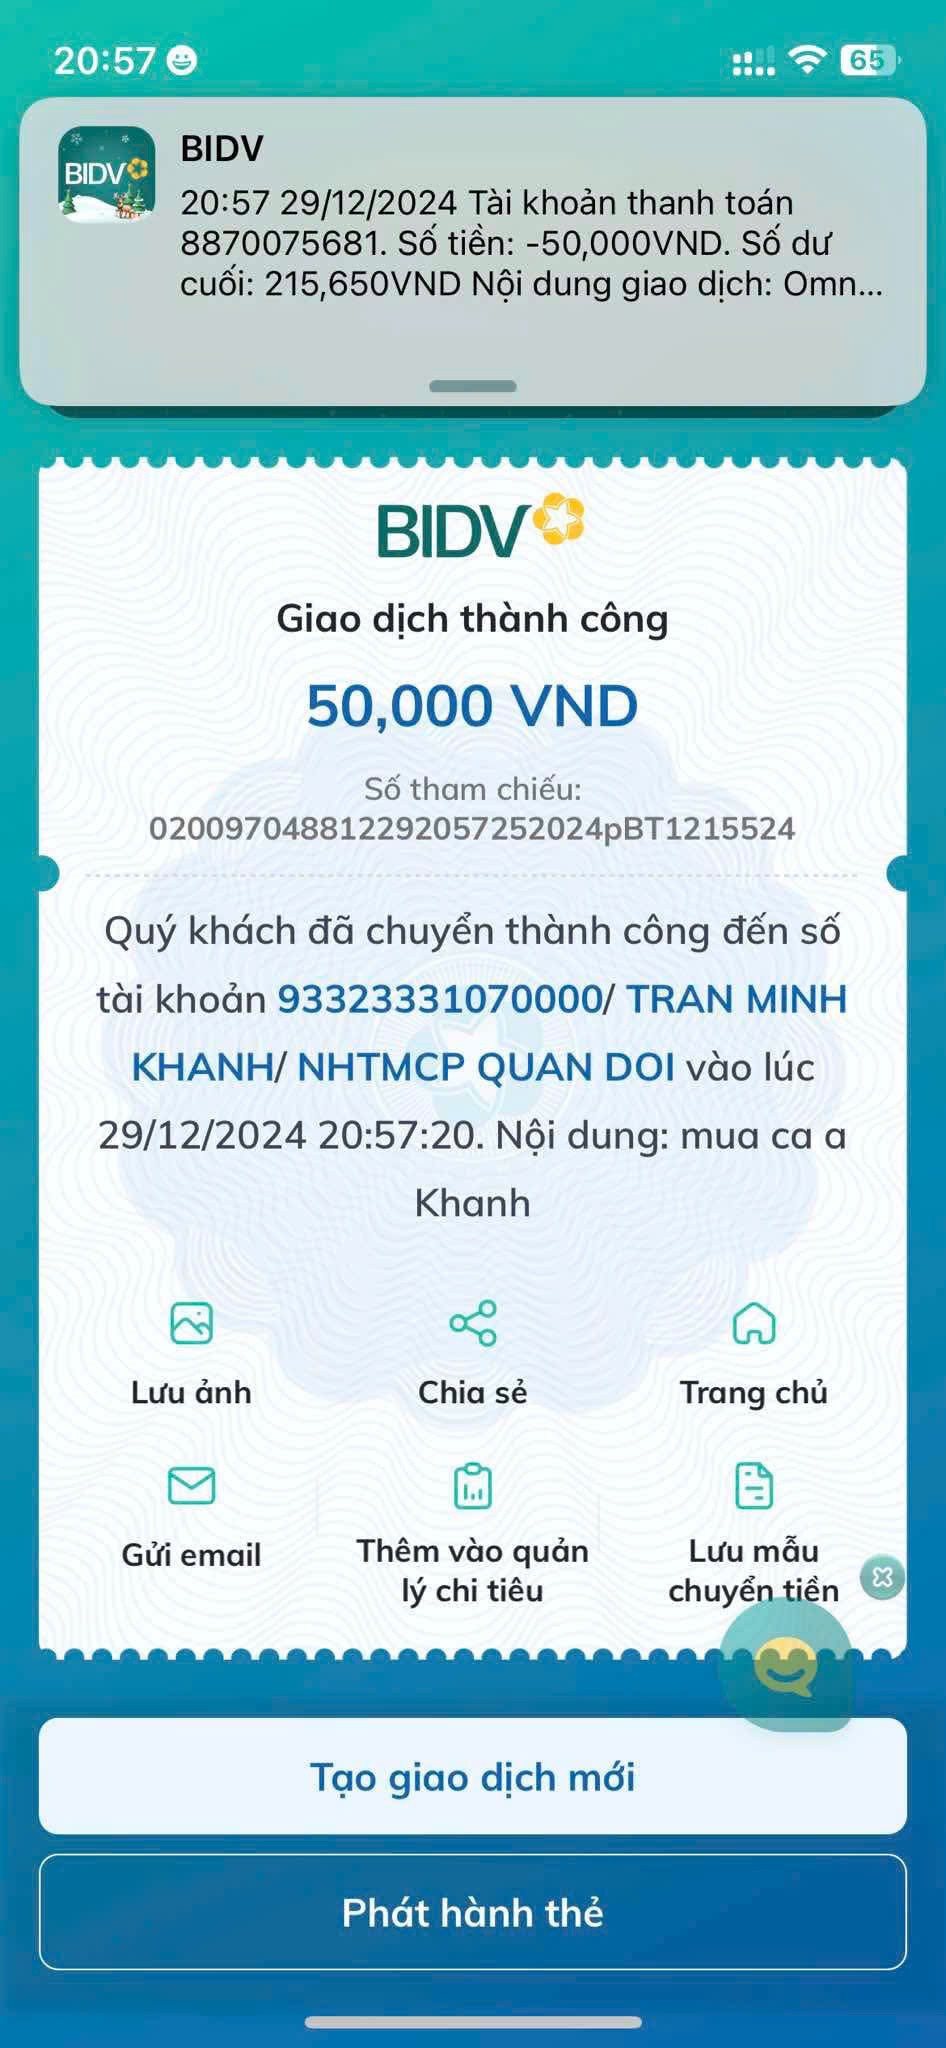 20:57
65
BIDV
BIDV
20:57 29/12/2024 Tài khoản thanh toán
8870075681. Số tiền: -50,000VND. Số dư
cuối: 215,650VND Nội dung giao dịch: Omn...
BIDV
Giao dịch thành công
50,000 VND
Số tham chiếu:
020097048812292057252024pBT1215524
Quý khách đã chuyển thành công đến số
tài khoản 93323331070000/ TRAN MINH
KHANH/ NHTMCP QUAN DOI vào lúc
29/12/2024 20:57:20. Nội dung: mua ca a
Khanh
Lưu ảnh
Chia sẻ
Trang chủ
Gửi email
Thêm vào quản
lý chi tiêu
Lưu mẫu
chuyển tiền
Tạo giao dịch mới
Phát hành thẻ